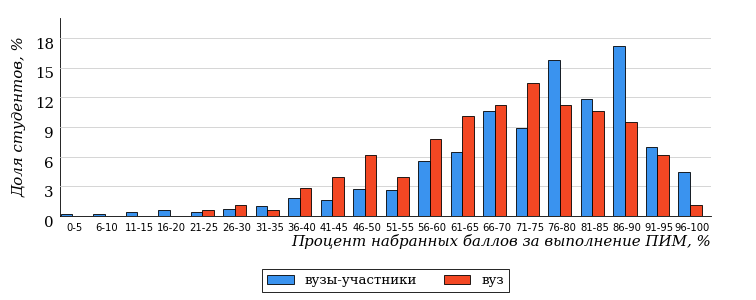 Доля студентов, %
18
15
12
9
6
3
0
0-5 6-10 11-15 16-20 21-25 26-30 31-35 36-40 41-45 46-50 51-55 56-60 61-65 66-70 71-75 76-80 81-85 86-90 91-95 96-100
Процент набранных баллов за выполнение ПИМ, %
вузы-участники вуз